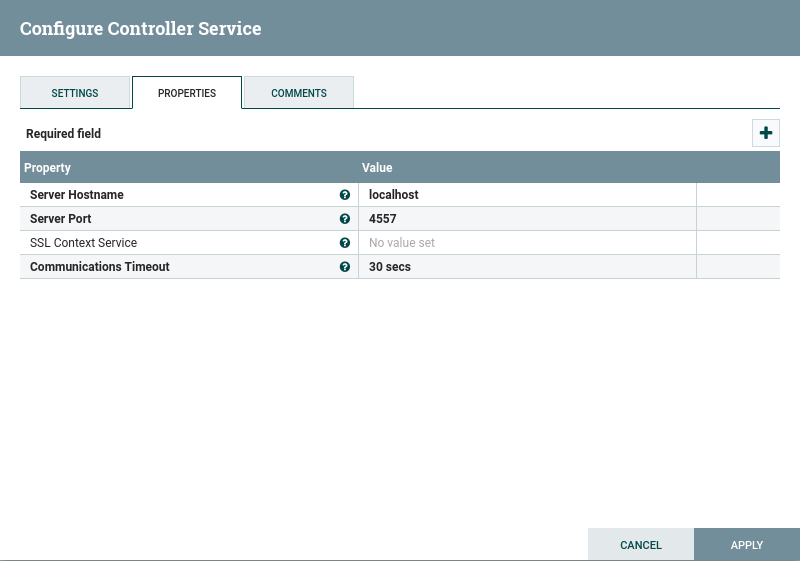 Configure Controller Service
SETTINGS PROPERTIES COMMENTS
Required field
Property Value
Server Hostname localhost
Server Port 4557
SSL Context Service No value set
Communications Timeout 30 secs
CANCEL APPLY